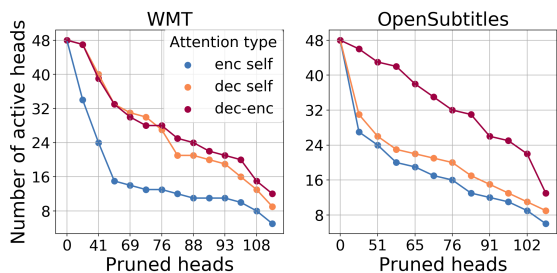 WMT
Number of active heads
48
40
32
24
16
8
Attention type
enc self
dec self
dec-enc
0 41 69 76 88 93 108
Pruned heads
OpenSubtitles
48
40
32
24
16
8
0 51 65 76 91 102
Pruned heads